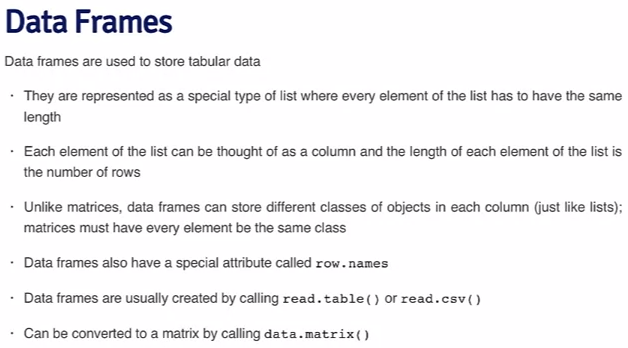 Data Frames
Data frames are used to store tabular data
· They are represented as a special type of list where every element of the list has to have the same
length
· Each element of the list can be thought of as a column and the length of each element of the list is
the number of rows
· Unlike matrices, data frames can store different classes of objects in each column (just like lists);
matrices must have every element be the same class
· Data frames also have a special attribute called row.names
· Data frames are usually created by calling read.table() or read.csv()
· Can be converted to a matrix by calling data.matrix()